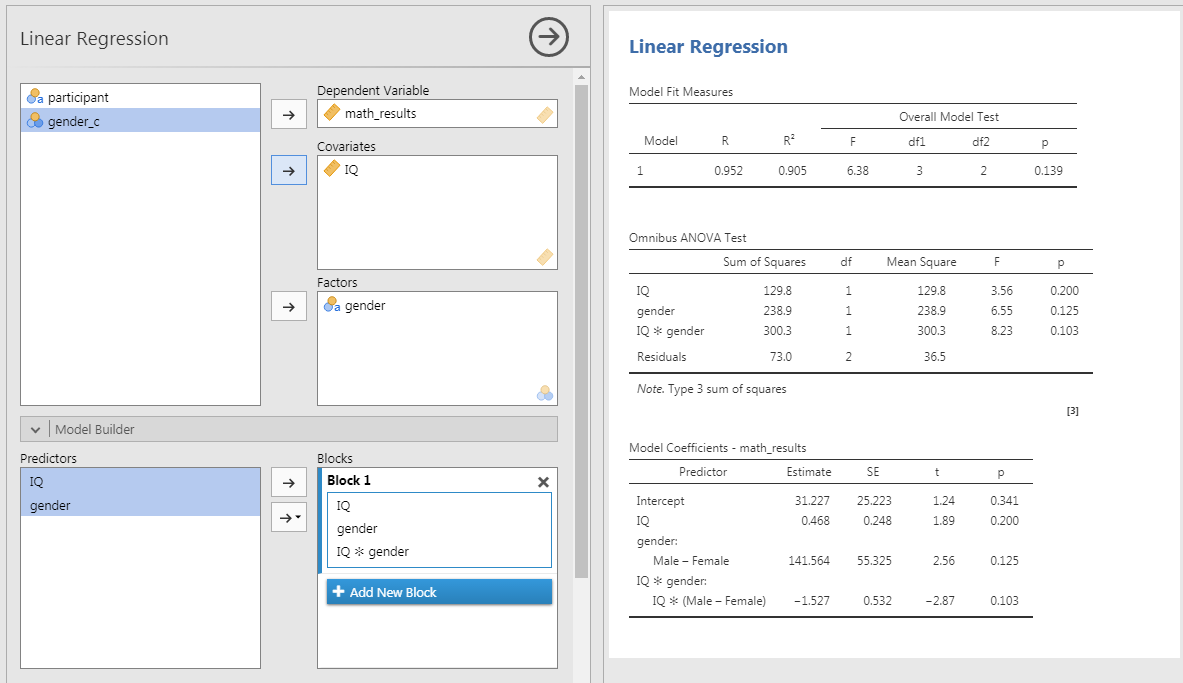 Linear Regression
participant
gender_c
Dependent Variable
math_results
Covariates
IQ
Factors
gender
Model Builder
Predictors
IQ
gender
Blocks
Block 1
IQ
gender
IQ ✻ gender
Add New Block
Linear Regression
Model Fit Measures
Overall Model Test
Model R R² F df1 df2 p
1 0.952 0.905 6.38 3 2 0.139
Omnibus ANOVA Test
Sum of Squares df Mean Square F p
IQ 129.8 1 129.8 3.56 0.200
gender 238.9 1 238.9 6.55 0.125
IQ ✻ gender 300.3 1 300.3 8.23 0.103
Residuals 73.0 2 36.5
Note. Type 3 sum of squares
[3]
Model Coefficients - math_results
Predictor Estimate SE t p
Intercept 31.227 25.223 1.24 0.341
IQ 0.468 0.248 1.89 0.200
gender:
Male – Female 141.564 55.325 2.56 0.125
IQ ✻ gender:
IQ ✻ (Male – Female) −1.527 0.532 −2.87 0.103